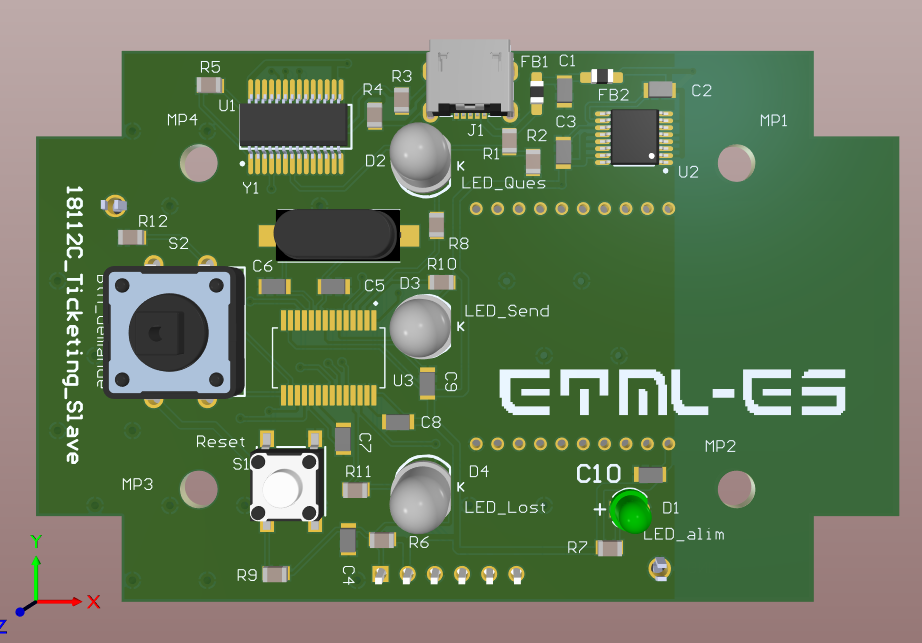 R5
U1
R4
R3
FB1
C1
FB2
C2
MP4
J1
R2
C3
MP1
D2
K
R1
U2
Y1
LED_Ques
18112C_Ticketing_Slave
R12
S2
R8
C6
R10
C5
D3
LED_Send
K
U3
C9
ETML-ES
C8
Reset
C7
MP2
S1
R11
D4
C10
MP3
K
LED_Lost
+
D1
LED_alim
R6
R7
R9
C4
Y
X
Z